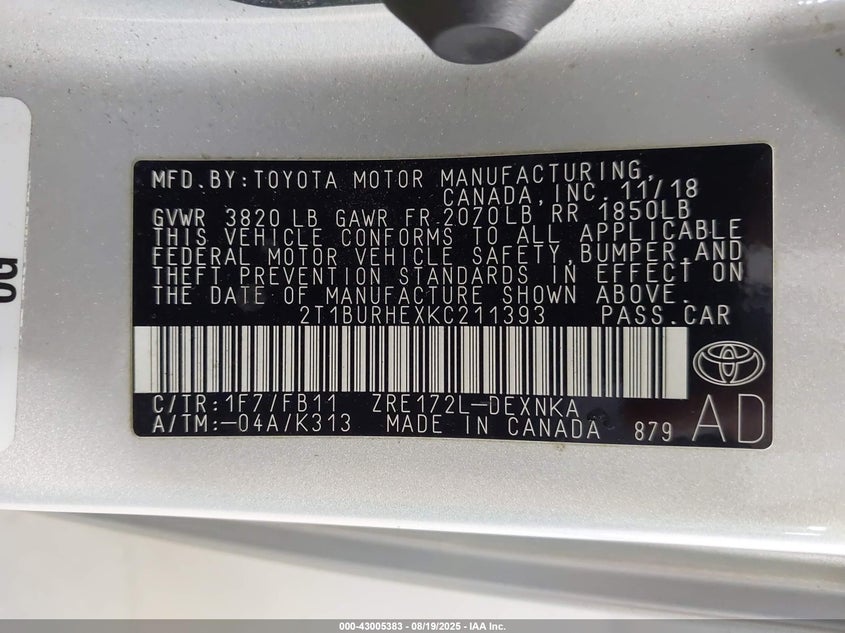 MFD.BY:TOYOTA MOTOR MANUFACTURING,
CANADA,INC. 11/18
GVWR 3820 LB GAWR FR 2070LB RR 1850LB
THIS VEHICLE CONFORMS TO ALL APPLICABLE
FEDERAL MOTOR VEHICLE SAFETY,BUMPER,AND
THEFT PREVENTION STANDARDS IN EFFECT ON
THE DATE OF MANUFACTURE SHOWN ABOVE.
2T1BURHEXKC211393 PASS.CAR
C/TR:1F7/FB11 ZRE172L-DEXNKA
A/TM:-04A/K313 MADE IN CANADA 879 AD
000-43005383 - 08/19/2025 - IAA Inc.